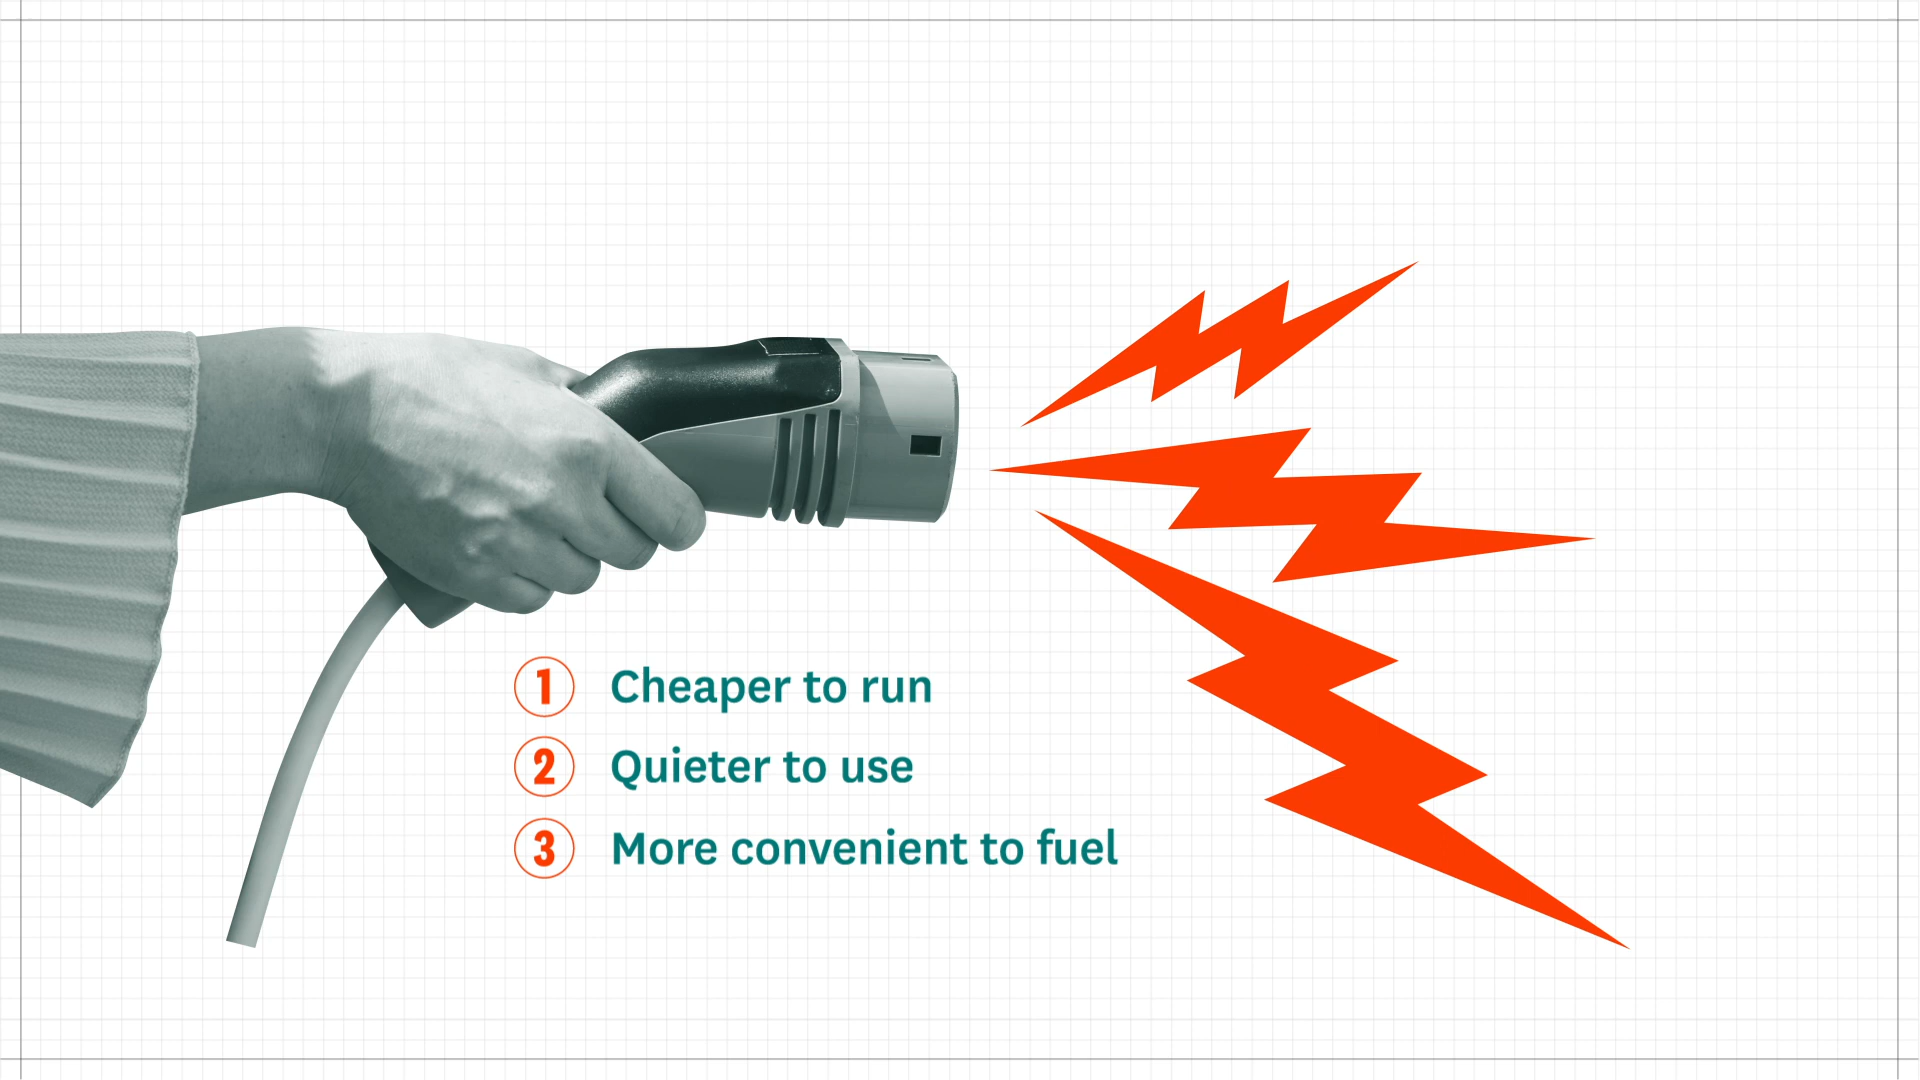 1 Cheaper to run
2 Quieter to use
3 More convenient to fuel